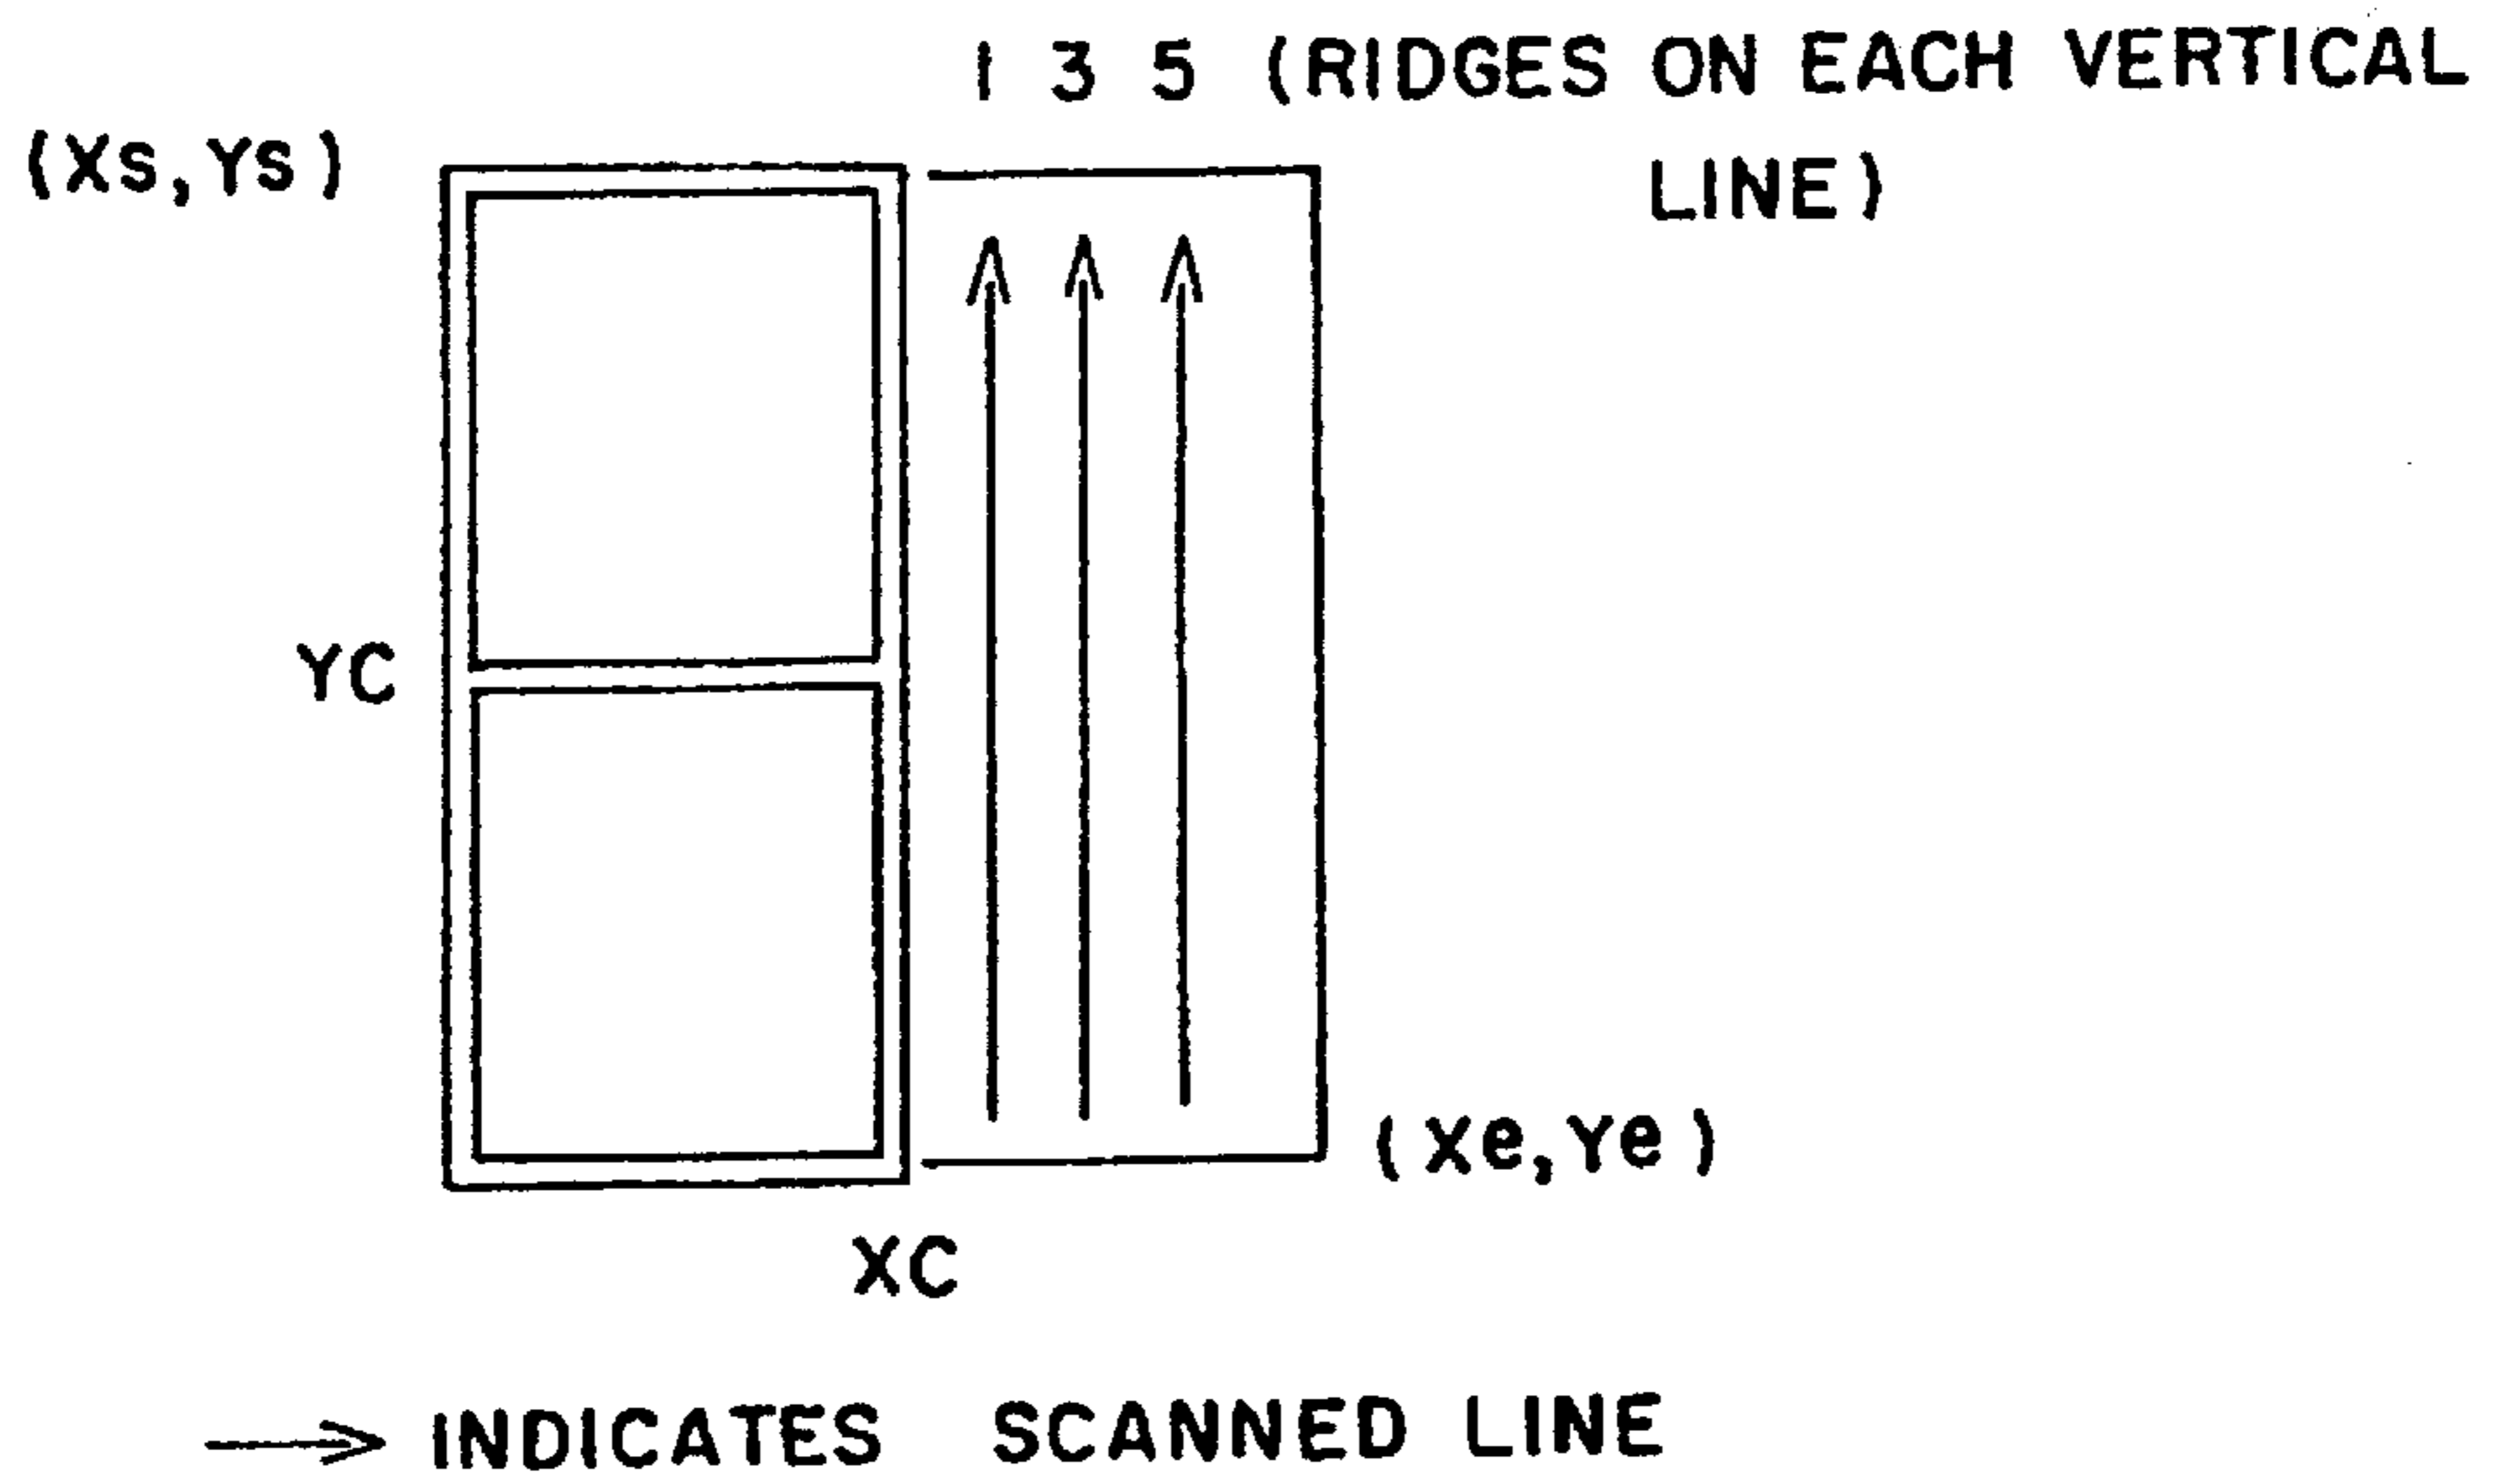 1 3 5 (RIDGES ON EACH VERTICAL
LINE)
(Xs,Ys)
YC
(Xe,Ye)
XC
INDICATES SCANNED LINE